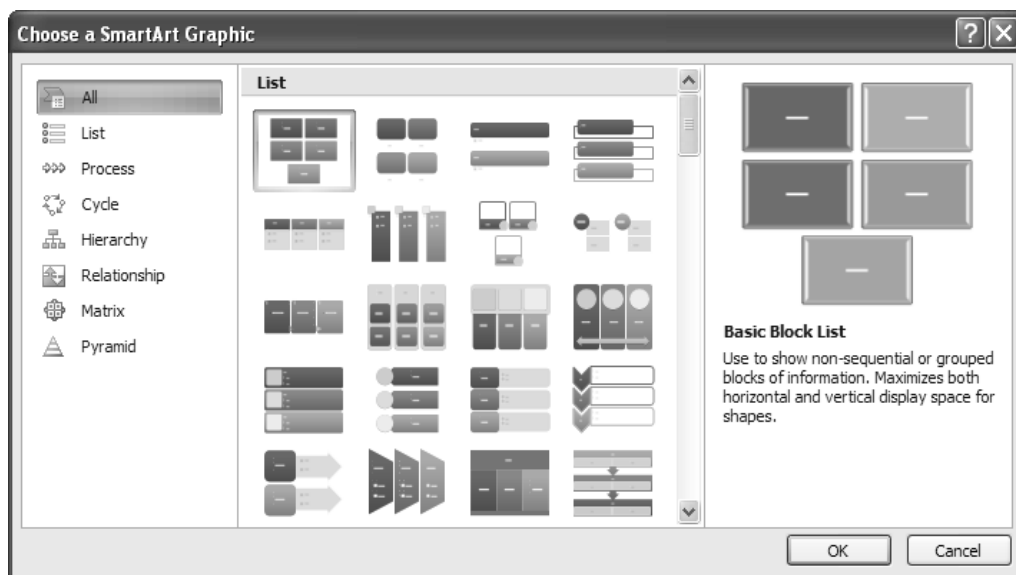 Choose a SmartArt Graphic
All
List
Process
Cycle
Hierarchy
Relationship
Matrix
Pyramid
List
Basic Block List
Use to show non-sequential or grouped
blocks of information. Maximizes both
horizontal and vertical display space for
shapes.
OK
Cancel